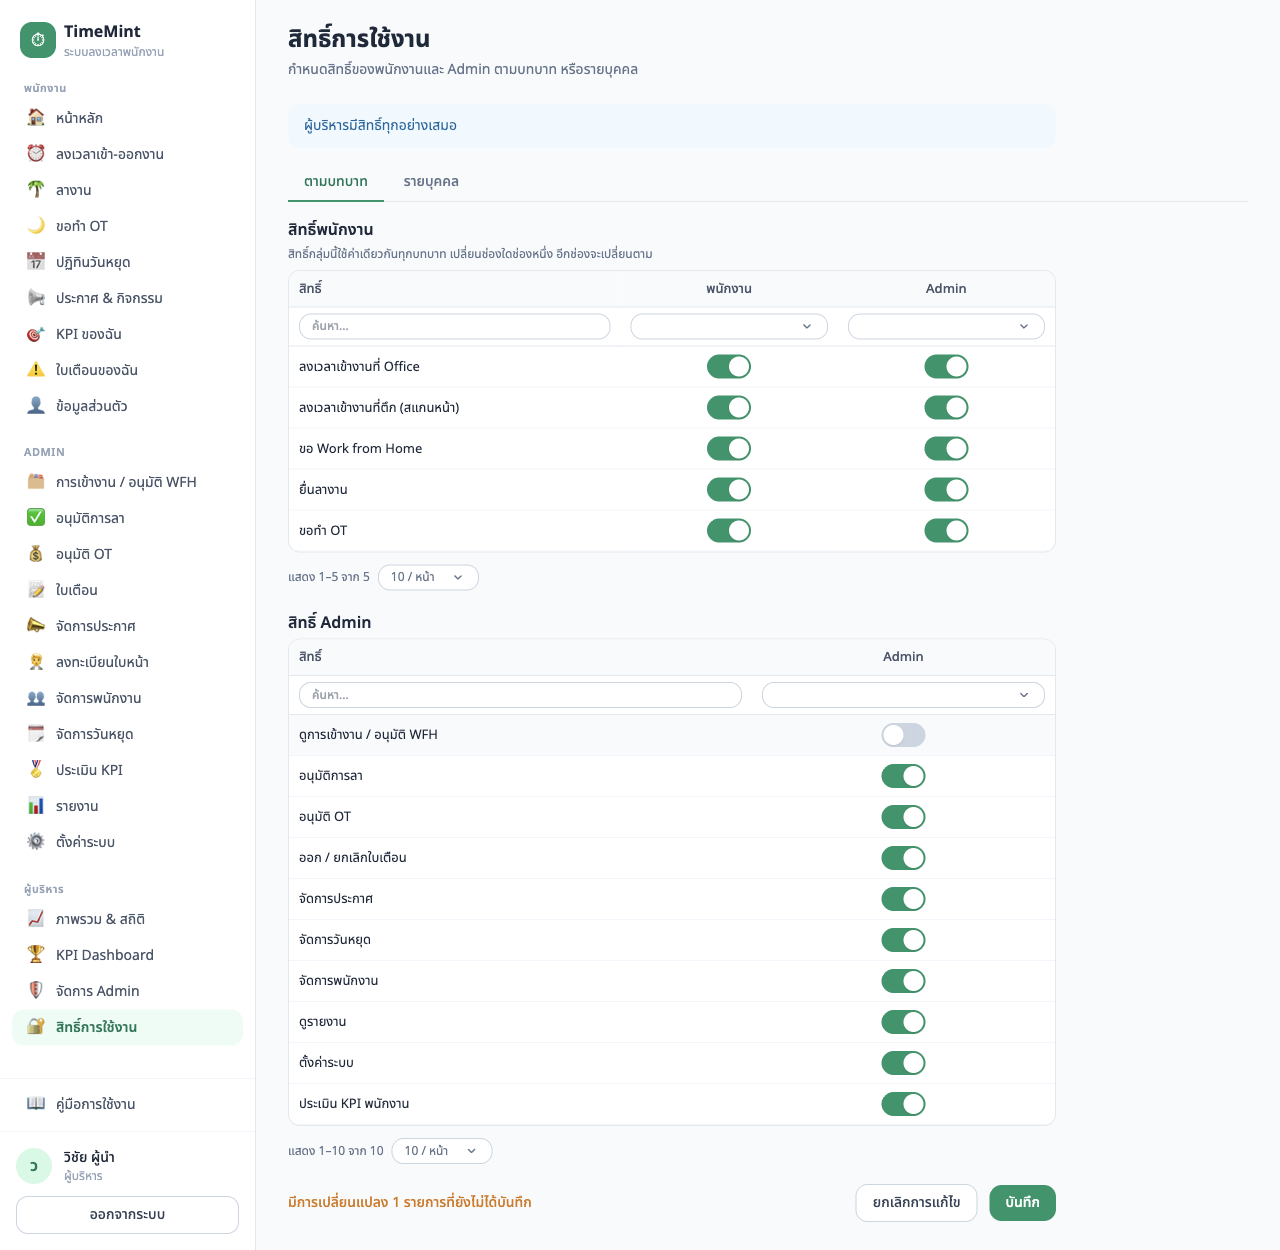 TimeMint
ระบบลงเวลาพนักงาน
พนักงาน
หน้าหลัก
ลงเวลาเข้า-ออกงาน
ลางาน
ขอทำ OT
ปฏิทินวันหยุด
ประกาศ & กิจกรรม
KPI ของฉัน
ใบเตือนของฉัน
ข้อมูลส่วนตัว
ADMIN
การเข้างาน / อนุมัติ WFH
อนุมัติการลา
อนุมัติ OT
ใบเตือน
จัดการประกาศ
ลงทะเบียนใบหน้า
จัดการพนักงาน
จัดการวันหยุด
ประเมิน KPI
รายงาน
ตั้งค่าระบบ
ผู้บริหาร
ภาพรวม & สถิติ
KPI Dashboard
จัดการ Admin
สิทธิ์การใช้งาน
คู่มือการใช้งาน
ว
วิชัย ผู้นำ
ผู้บริหาร
ออกจากระบบ
สิทธิ์การใช้งาน
กำหนดสิทธิ์ของพนักงานและ Admin ตามบทบาท หรือรายบุคคล
ผู้บริหารมีสิทธิ์ทุกอย่างเสมอ
ตามบทบาท รายบุคคล
สิทธิ์พนักงาน
สิทธิ์กลุ่มนี้ใช้ค่าเดียวกันทุกบทบาท เปลี่ยนช่องใดช่องหนึ่ง อีกช่องจะเปลี่ยนตาม
สิทธิ์ พนักงาน Admin
ค้นหา...
ลงเวลาเข้างานที่ Office
ลงเวลาเข้างานที่ตึก (สแกนหน้า)
ขอ Work from Home
ยื่นลางาน
ขอทำ OT
แสดง 1–5 จาก 5 10 / หน้า
สิทธิ์ Admin
สิทธิ์ Admin
ค้นหา...
ดูการเข้างาน / อนุมัติ WFH
อนุมัติการลา
อนุมัติ OT
ออก / ยกเลิกใบเตือน
จัดการประกาศ
จัดการวันหยุด
จัดการพนักงาน
ดูรายงาน
ตั้งค่าระบบ
ประเมิน KPI พนักงาน
แสดง 1–10 จาก 10 10 / หน้า
มีการเปลี่ยนแปลง 1 รายการที่ยังไม่ได้บันทึก ยกเลิกการแก้ไข บันทึก